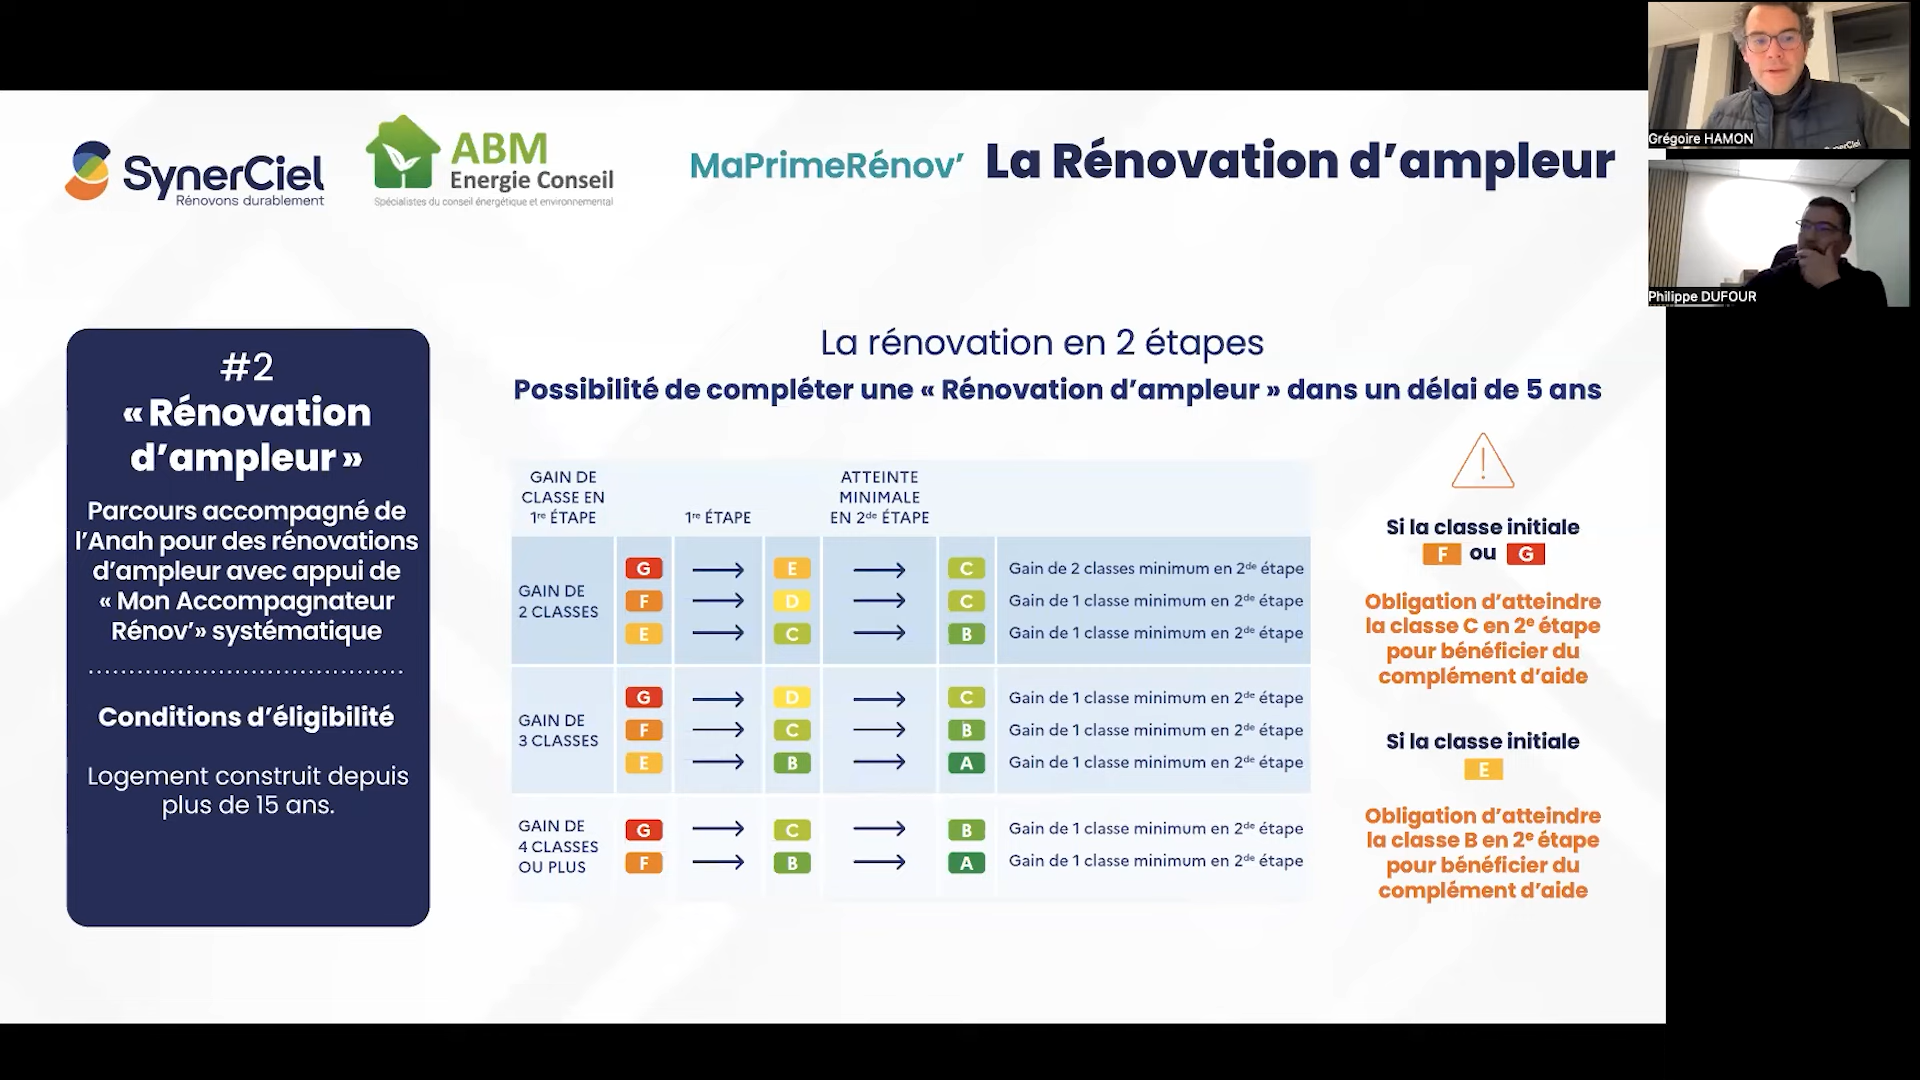 SynerCiel
Rénovons durablement
ABM
Energie Conseil
Spécialistes du conseil énergétique et environnemental
MaPrimeRénov’ La Rénovation d’ampleur
Grégoire HAMON
SynerCiel
Philippe DUFOUR
#2
« Rénovation
d’ampleur »
Parcours accompagné de
l’Anah pour des rénovations
d’ampleur avec appui de
« Mon Accompagnateur
Rénov’» systématique
Conditions d’éligibilité
Logement construit depuis
plus de 15 ans.
La rénovation en 2 étapes
Possibilité de compléter une « Rénovation d’ampleur » dans un délai de 5 ans
GAIN DE
CLASSE EN
1re ÉTAPE
1re ÉTAPE
ATTEINTE
MINIMALE
EN 2de ÉTAPE
GAIN DE
2 CLASSES
G → E → C Gain de 2 classes minimum en 2de étape
F → D → C Gain de 1 classe minimum en 2de étape
E → C → B Gain de 1 classe minimum en 2de étape
GAIN DE
3 CLASSES
G → D → C Gain de 1 classe minimum en 2de étape
F → C → B Gain de 1 classe minimum en 2de étape
E → B → A Gain de 1 classe minimum en 2de étape
GAIN DE
4 CLASSES
OU PLUS
G → C → B Gain de 1 classe minimum en 2de étape
F → B → A Gain de 1 classe minimum en 2de étape
Si la classe initiale
F ou G
Obligation d’atteindre
la classe C en 2e étape
pour bénéficier du
complément d’aide
Si la classe initiale
E
Obligation d’atteindre
la classe B en 2e étape
pour bénéficier du
complément d’aide